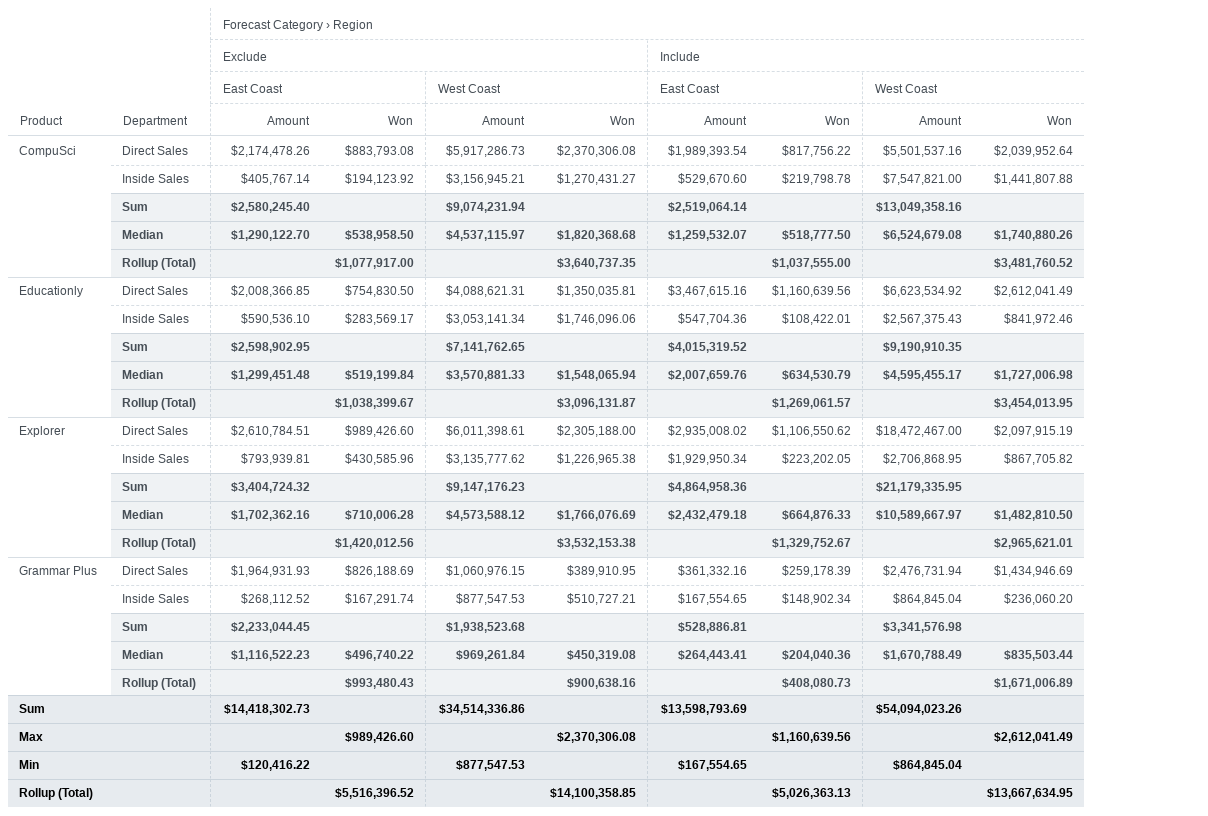 Forecast Category › Region
Exclude Include
East Coast West Coast East Coast West Coast
Product Department Amount Won Amount Won Amount Won Amount Won
CompuSci Direct Sales $2,174,478.26 $883,793.08 $5,917,286.73 $2,370,306.08 $1,989,393.54 $817,756.22 $5,501,537.16 $2,039,952.64
Inside Sales $405,767.14 $194,123.92 $3,156,945.21 $1,270,431.27 $529,670.60 $219,798.78 $7,547,821.00 $1,441,807.88
Sum $2,580,245.40 $9,074,231.94 $2,519,064.14 $13,049,358.16
Median $1,290,122.70 $538,958.50 $4,537,115.97 $1,820,368.68 $1,259,532.07 $518,777.50 $6,524,679.08 $1,740,880.26
Rollup (Total) $1,077,917.00 $3,640,737.35 $1,037,555.00 $3,481,760.52
Educationly Direct Sales $2,008,366.85 $754,830.50 $4,088,621.31 $1,350,035.81 $3,467,615.16 $1,160,639.56 $6,623,534.92 $2,612,041.49
Inside Sales $590,536.10 $283,569.17 $3,053,141.34 $1,746,096.06 $547,704.36 $108,422.01 $2,567,375.43 $841,972.46
Sum $2,598,902.95 $7,141,762.65 $4,015,319.52 $9,190,910.35
Median $1,299,451.48 $519,199.84 $3,570,881.33 $1,548,065.94 $2,007,659.76 $634,530.79 $4,595,455.17 $1,727,006.98
Rollup (Total) $1,038,399.67 $3,096,131.87 $1,269,061.57 $3,454,013.95
Explorer Direct Sales $2,610,784.51 $989,426.60 $6,011,398.61 $2,305,188.00 $2,935,008.02 $1,106,550.62 $18,472,467.00 $2,097,915.19
Inside Sales $793,939.81 $430,585.96 $3,135,777.62 $1,226,965.38 $1,929,950.34 $223,202.05 $2,706,868.95 $867,705.82
Sum $3,404,724.32 $9,147,176.23 $4,864,958.36 $21,179,335.95
Median $1,702,362.16 $710,006.28 $4,573,588.12 $1,766,076.69 $2,432,479.18 $664,876.33 $10,589,667.97 $1,482,810.50
Rollup (Total) $1,420,012.56 $3,532,153.38 $1,329,752.67 $2,965,621.01
Grammar Plus Direct Sales $1,964,931.93 $826,188.69 $1,060,976.15 $389,910.95 $361,332.16 $259,178.39 $2,476,731.94 $1,434,946.69
Inside Sales $268,112.52 $167,291.74 $877,547.53 $510,727.21 $167,554.65 $148,902.34 $864,845.04 $236,060.20
Sum $2,233,044.45 $1,938,523.68 $528,886.81 $3,341,576.98
Median $1,116,522.23 $496,740.22 $969,261.84 $450,319.08 $264,443.41 $204,040.36 $1,670,788.49 $835,503.44
Rollup (Total) $993,480.43 $900,638.16 $408,080.73 $1,671,006.89
Sum $14,418,302.73 $34,514,336.86 $13,598,793.69 $54,094,023.26
Max $989,426.60 $2,370,306.08 $1,160,639.56 $2,612,041.49
Min $120,416.22 $877,547.53 $167,554.65 $864,845.04
Rollup (Total) $5,516,396.52 $14,100,358.85 $5,026,363.13 $13,667,634.95